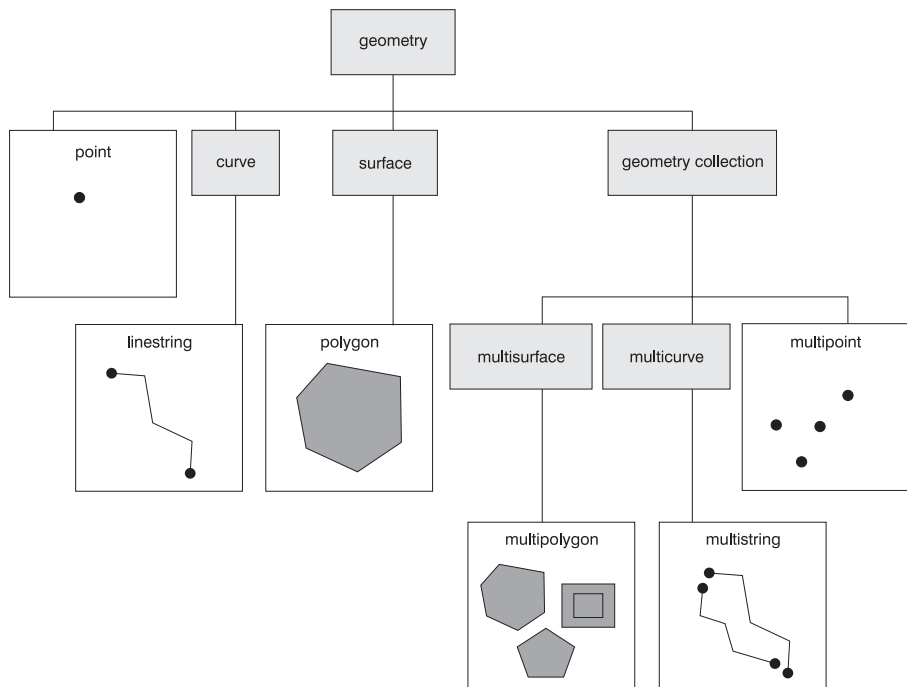 geometry
point
curve
surface
geometry collection
linestring
polygon
multisurface
multicurve
multipoint
multipolygon
multistring